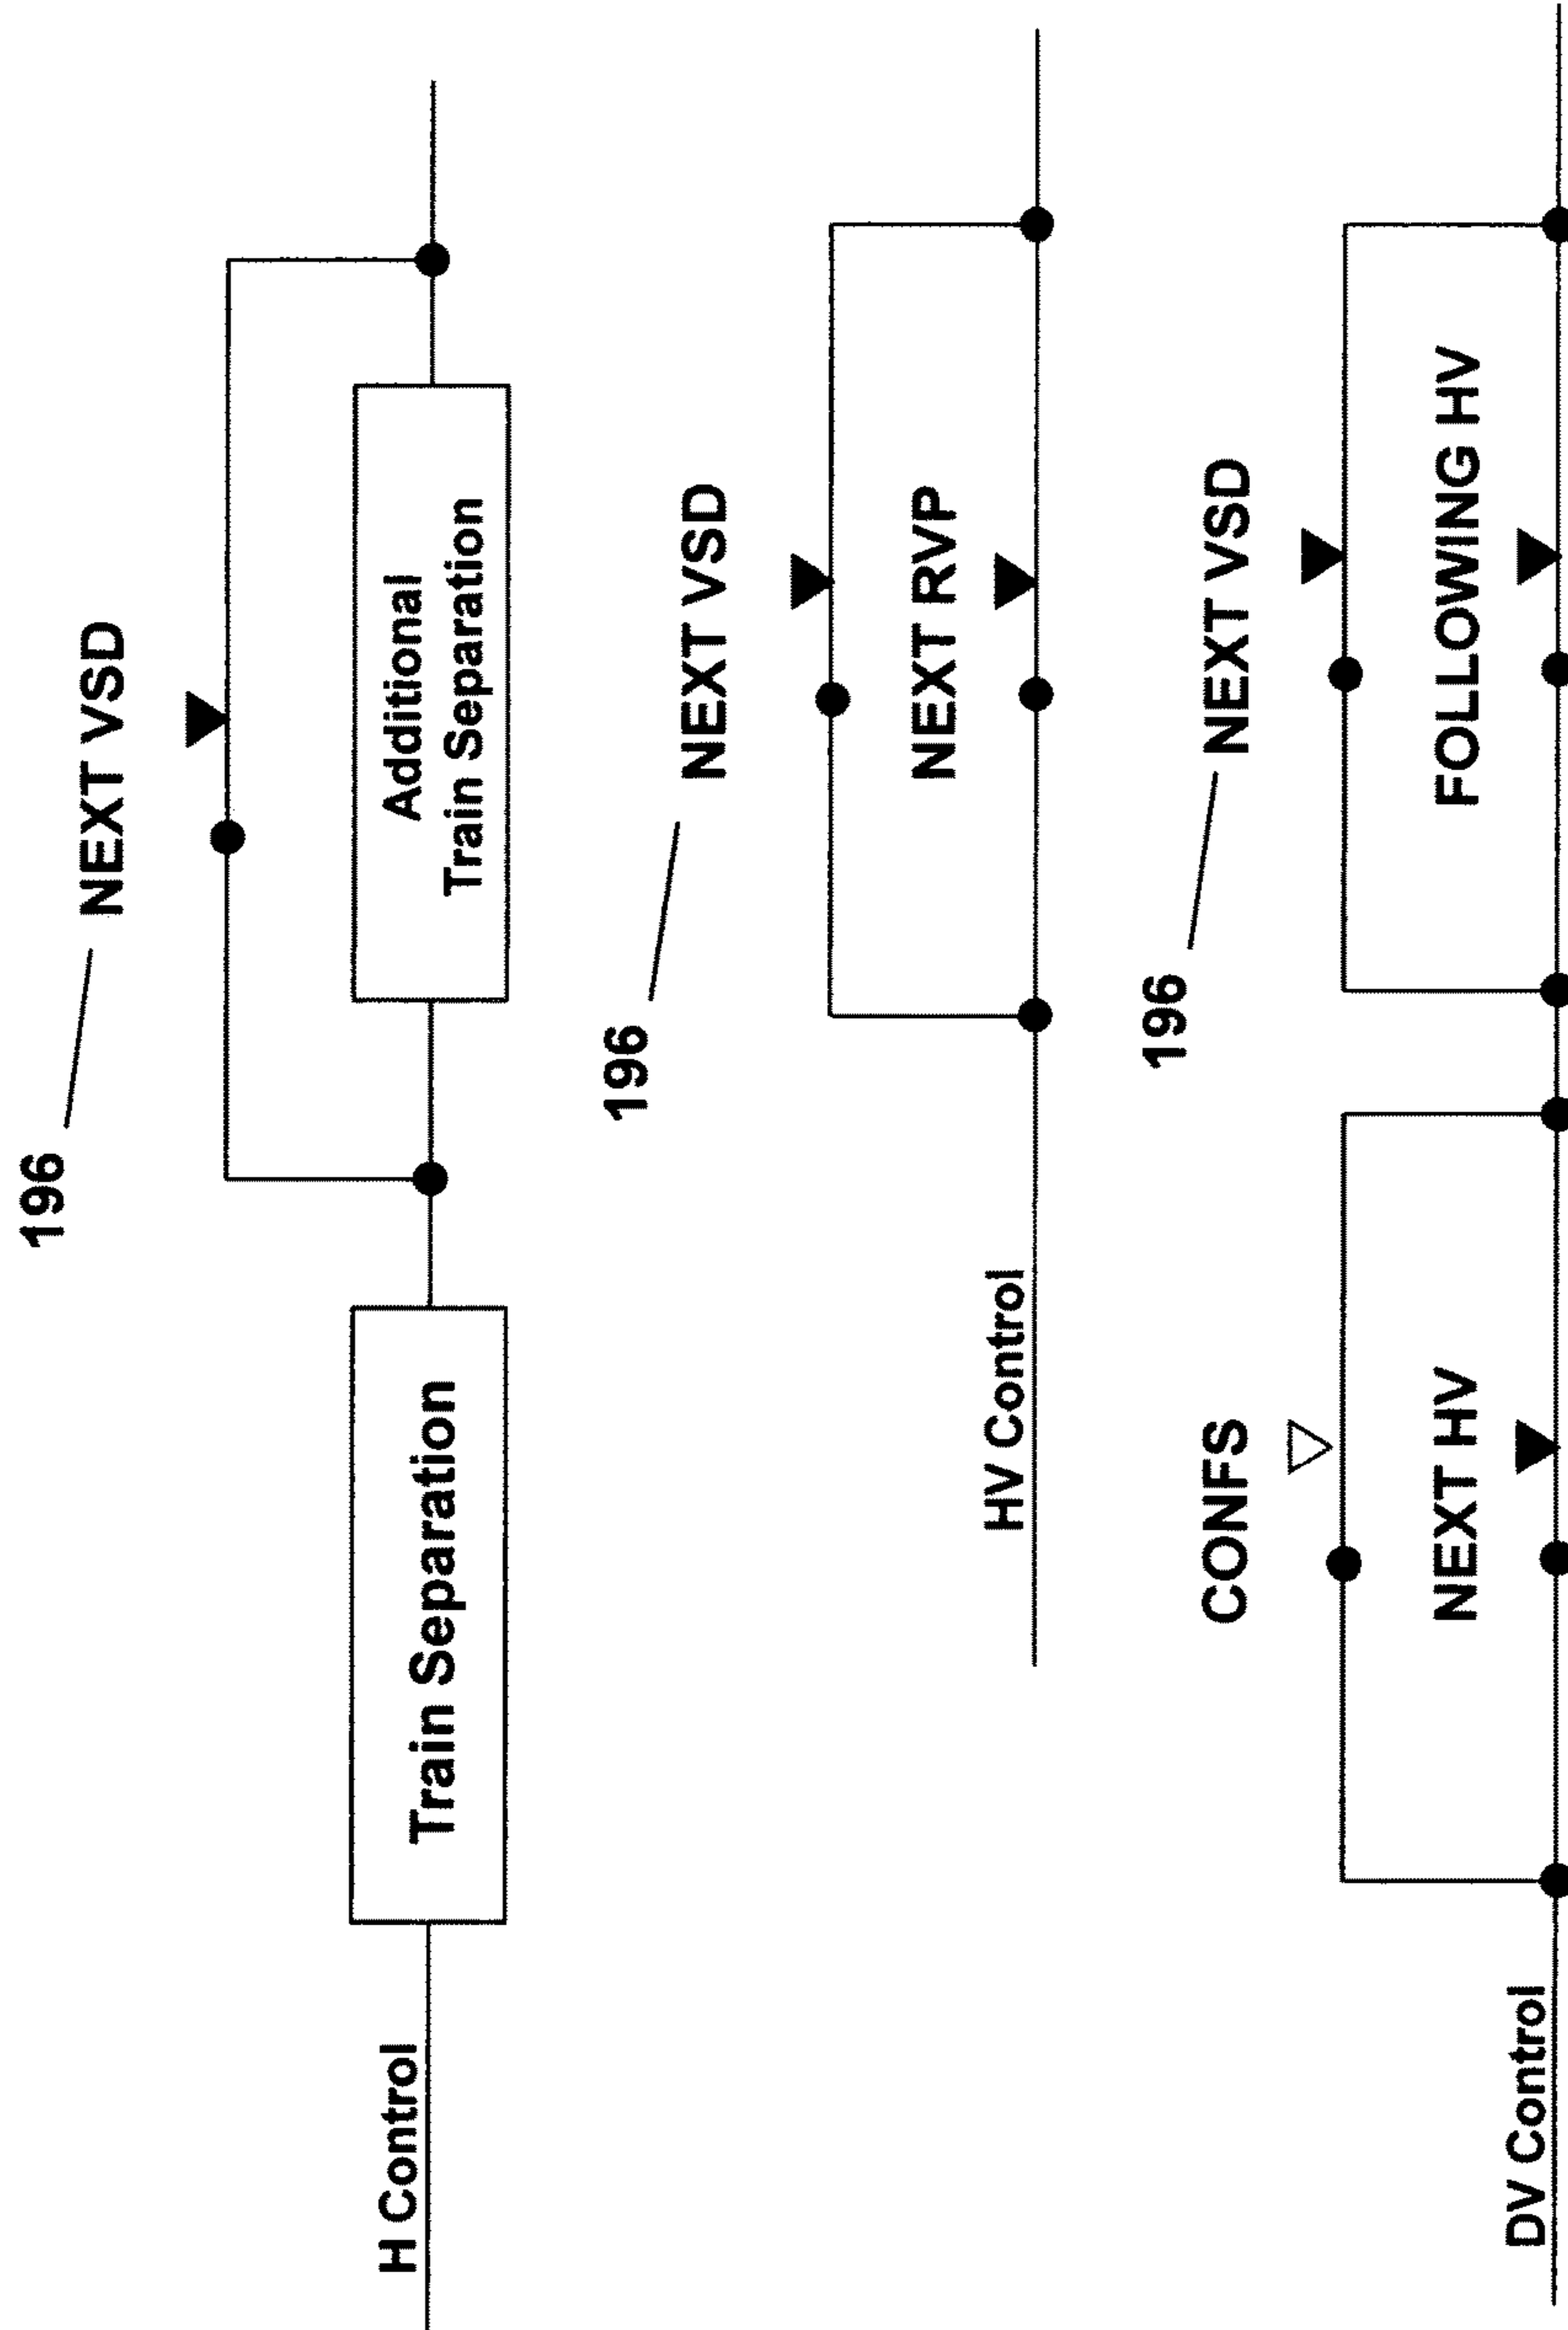 196
NEXT VSD
H Control
Train Separation
Additional
Train Separation
196
NEXT VSD
HV Control
NEXT RVP
196
CONFS
NEXT VSD
NEXT HV
FOLLOWING HV
DV Control